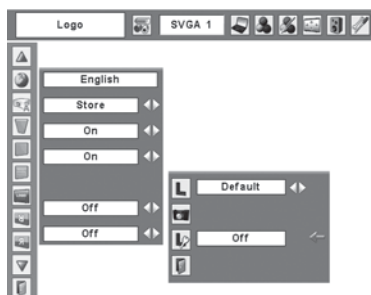 Logo
SVGA 1
English
Store
On
On
Off
Off
L
Default
L
Off